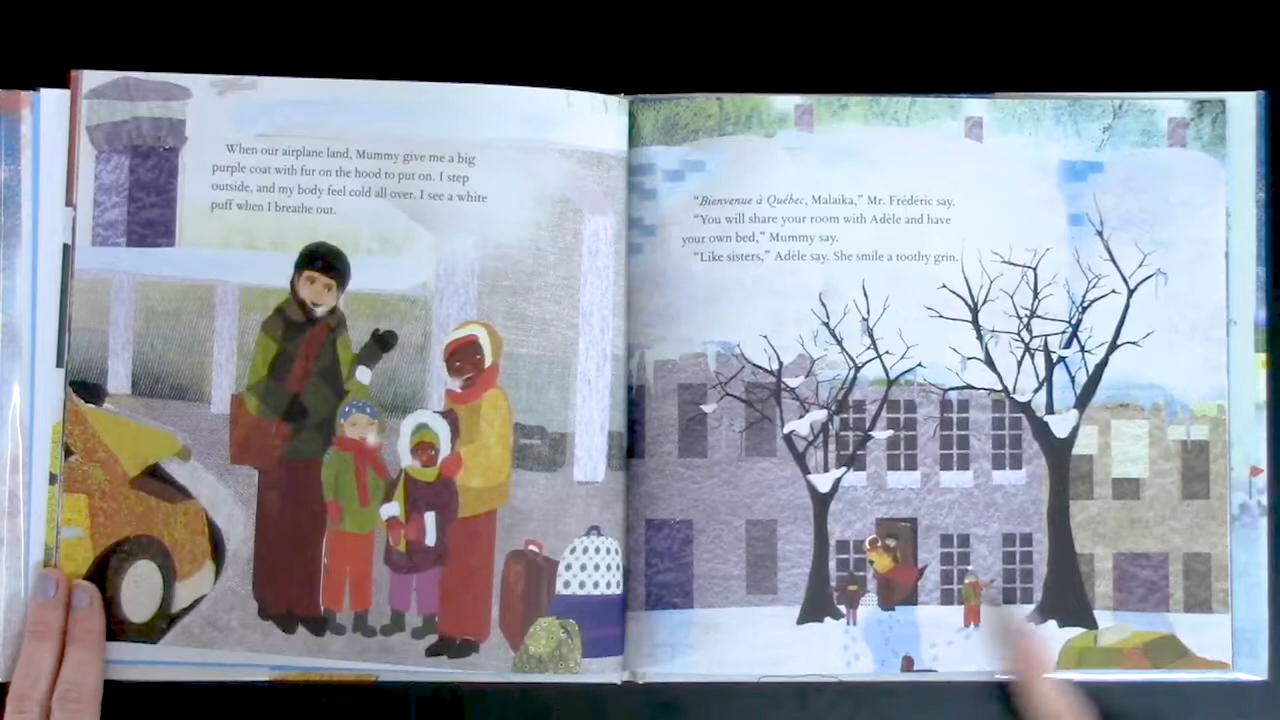 When our airplane land, Mummy give me a big
purple coat with fur on the hood to put on. I step
outside, and my body feel cold all over. I see a white
puff when I breathe out.
“Bienvenue à Québec, Malaika,” Mr. Frédéric say.
“You will share your room with Adèle and have
your own bed,” Mummy say.
“Like sisters,” Adèle say. She smile a toothy grin.